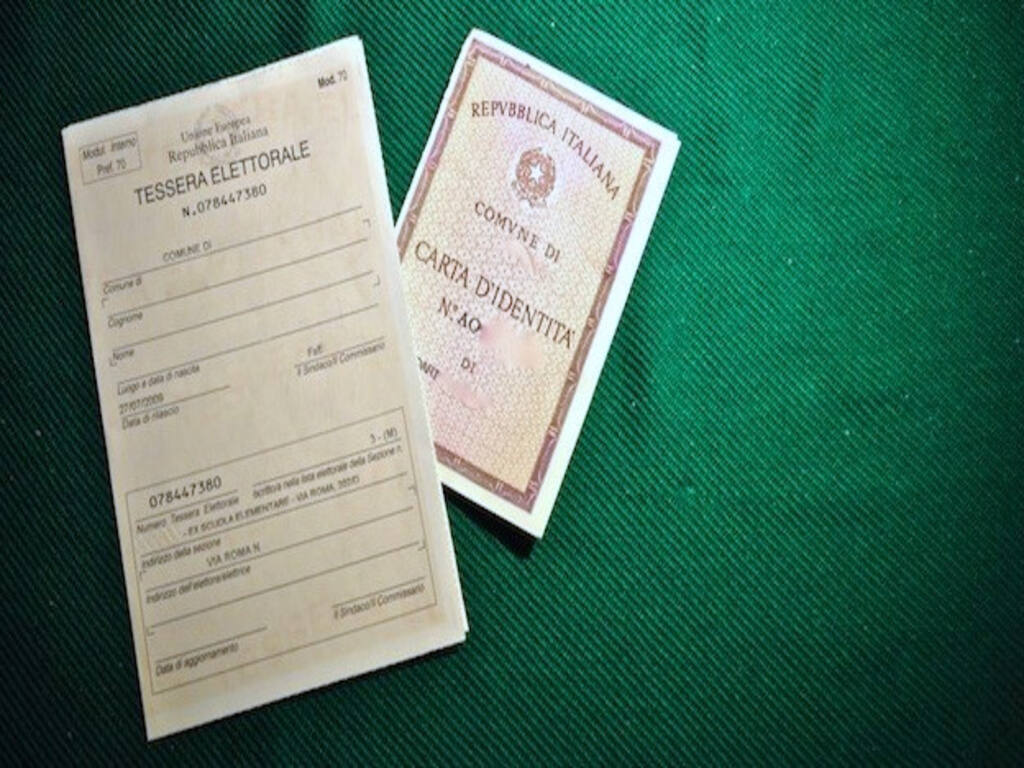 Mod. 70
Modul. interno
Pref. 70
Unione Europea
Repubblica Italiana
TESSERA ELETTORALE
N.078447380
COMUNE DI
Comune di
Cognome
Nome
Luogo e data di nascita
27/07/2009
Data di rilascio
Il Sindaco/Il Commissario
3 - (M)
078447380
Numero Tessera Elettorale
Iscritto/a nella lista elettorale della Sezione n.
- EX SCUOLA ELEMENTARE - VIA ROMA,
Indirizzo della sezione
VIA ROMA N
Indirizzo dell'elettore/elettrice
Il Sindaco/Il Commissario
Data di aggiornamento
REPVBBLICA ITALIANA
COMVNE DI
CARTA D'IDENTITA'
N° AO
DI